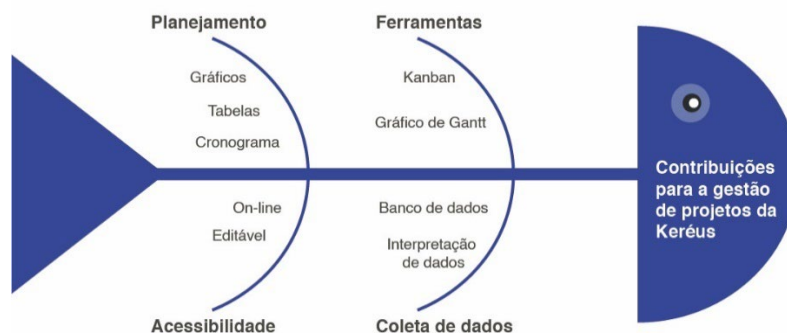 Planejamento
Gráficos
Tabelas
Cronograma
Ferramentas
Kanban
Gráfico de Gantt
On-line
Editável
Acessibilidade
Banco de dados
Interpretação
de dados
Coleta de dados
Contribuições
para a gestão
de projetos da
Keréus